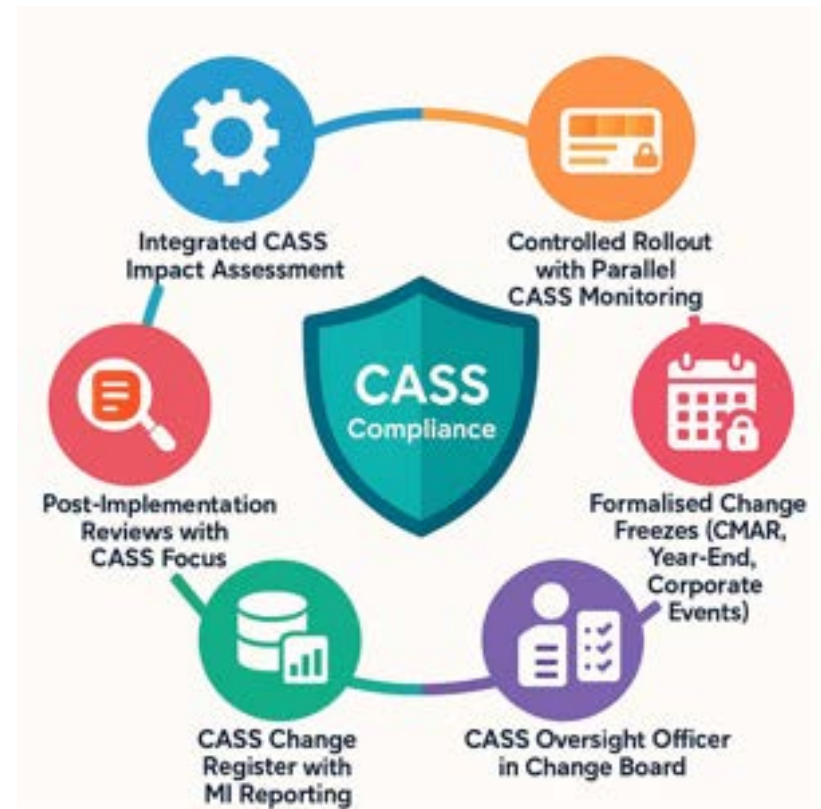 Integrated CASS
Impact Assessment
Controlled Rollout
with Parallel
CASS Monitoring
CASS
Compliance
Post-Implementation
Reviews with
CASS Focus
Formalised Change
Freezes (CMAR,
Year-End,
Corporate
Events)
CASS Change
Register with
MI Reporting
CASS Oversight Officer
in Change Board